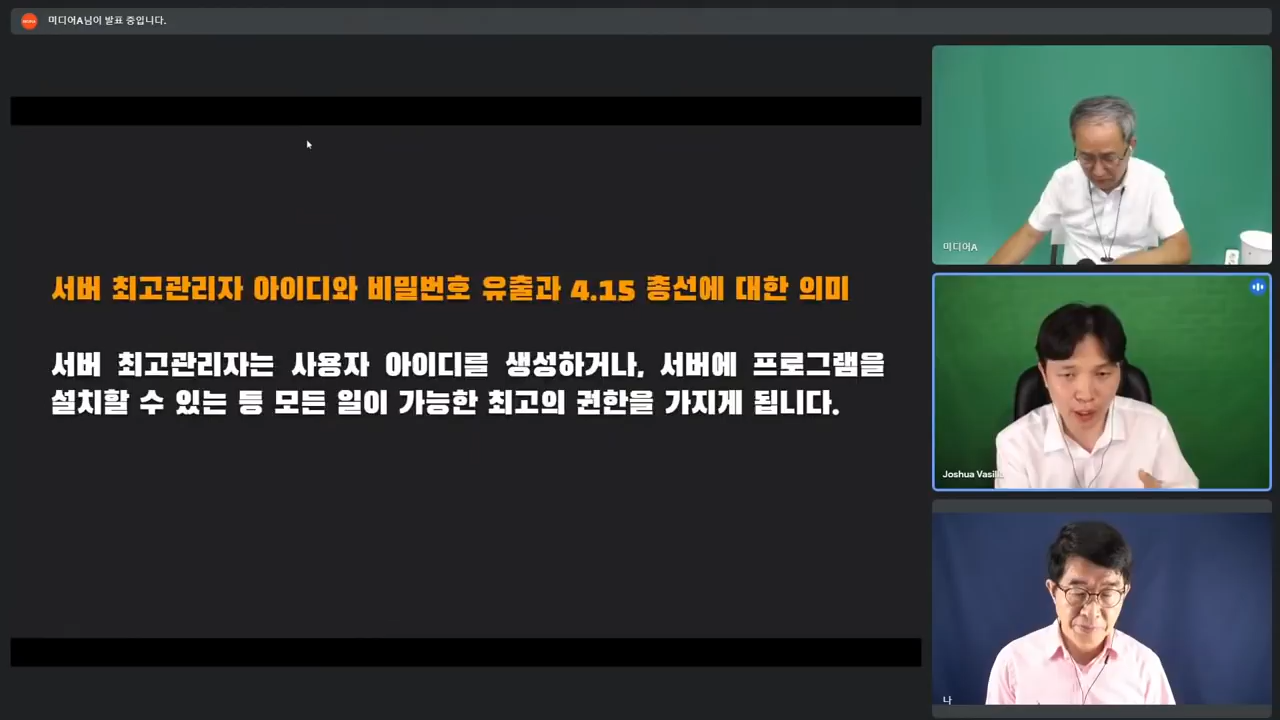 미디어A님이 발표 중입니다.
서버 최고관리자 아이디와 비밀번호 유출과 4.15 총선에 대한 의미
서버 최고관리자는 사용자 아이디를 생성하거나, 서버에 프로그램을
설치할 수 있는 등 모든 일이 가능한 최고의 권한을 가지게 됩니다.
미디어A
Joshua
나